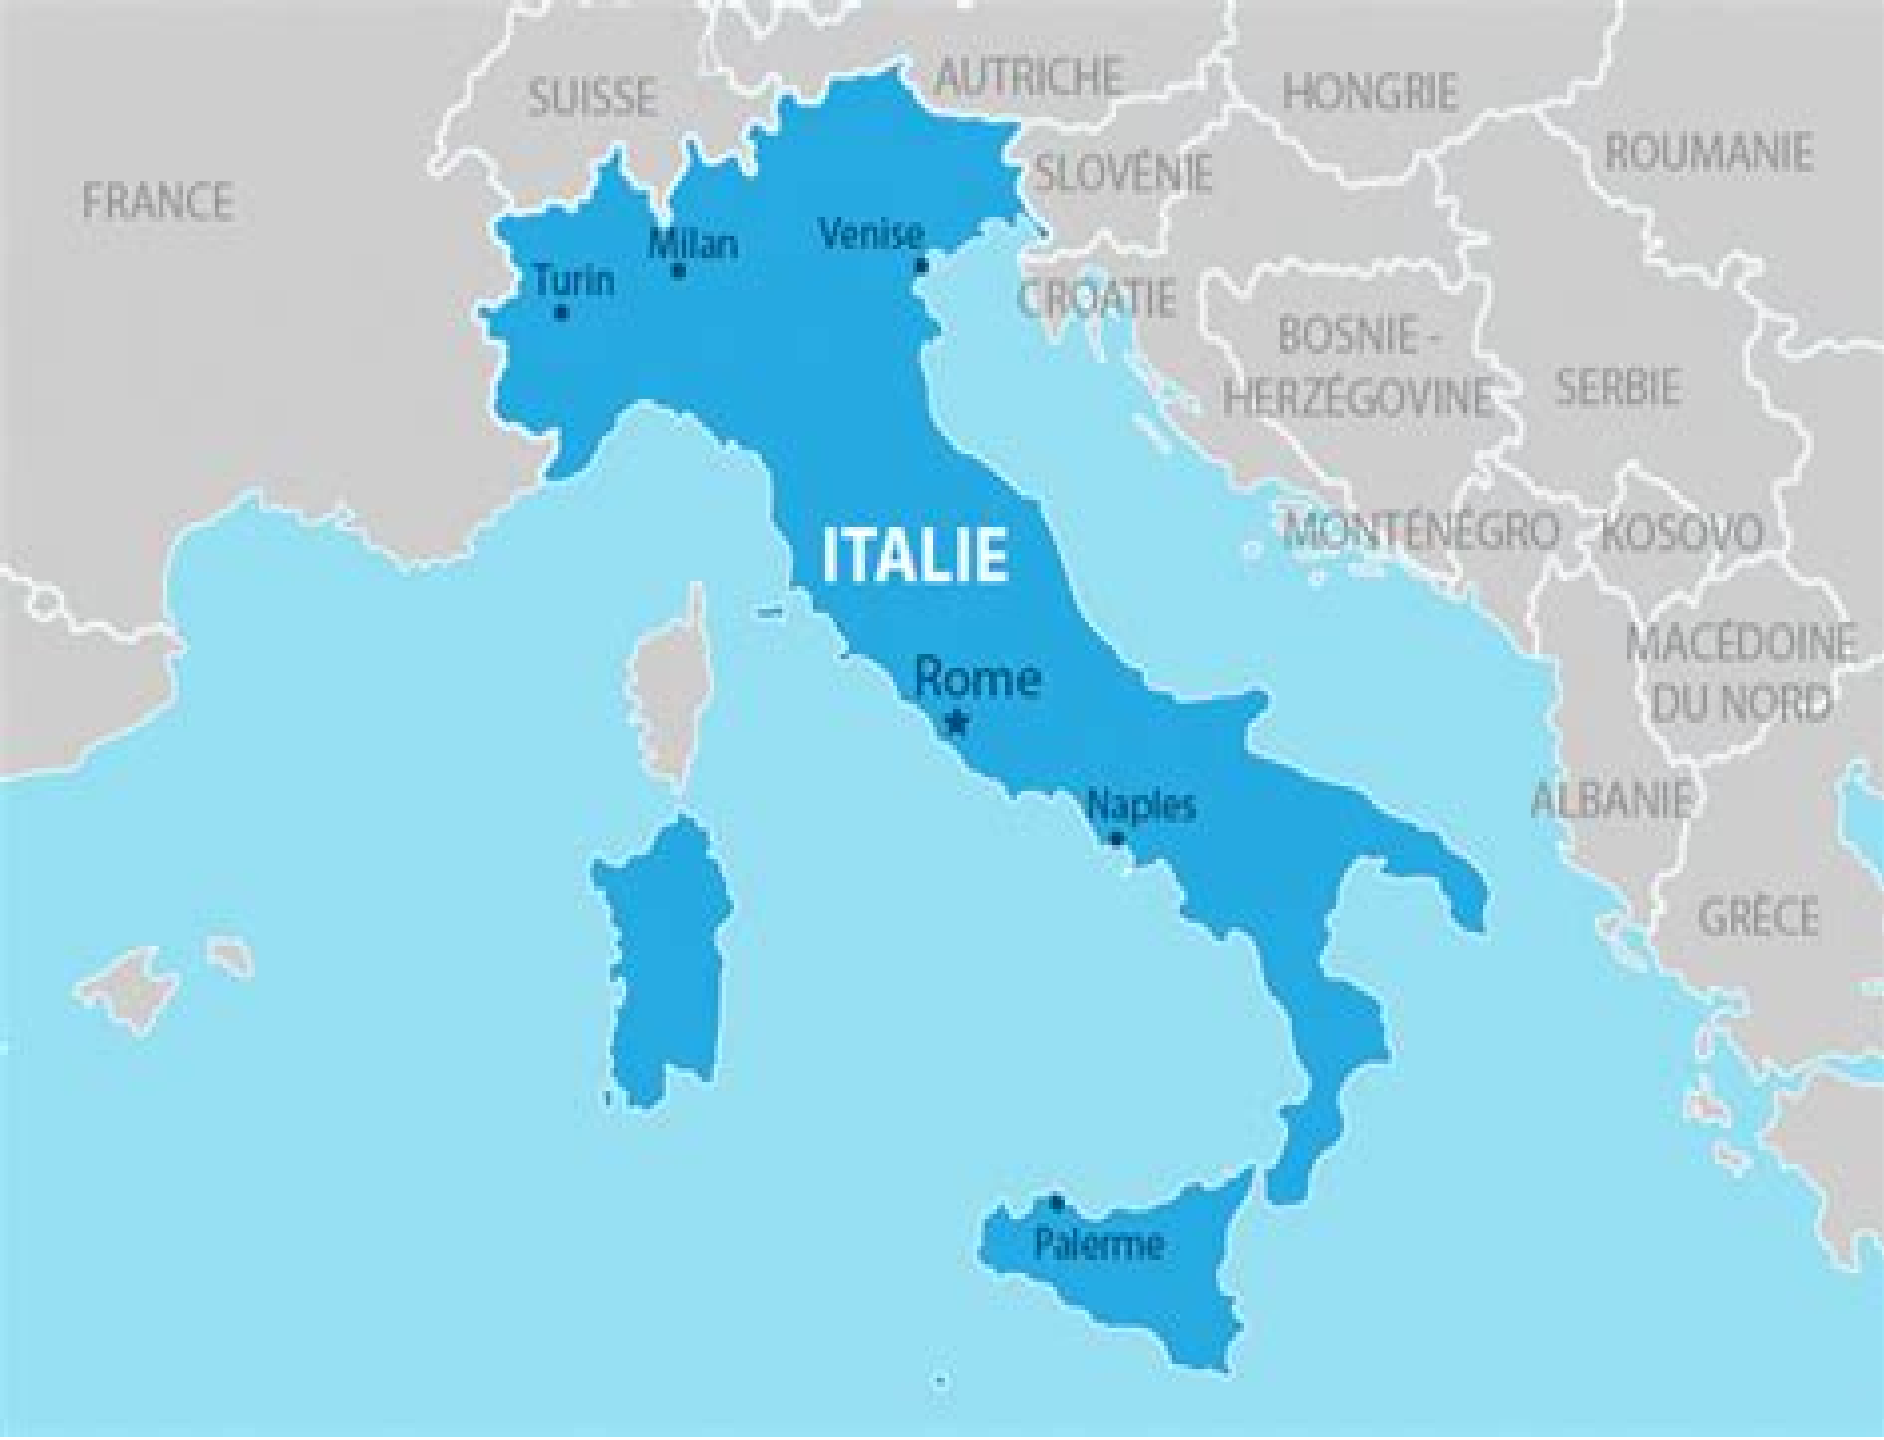 AUTRICHE
SUISSE
HONGRIE
ROUMANIE
SLOVÉNIE
FRANCE
Venise
Milan
Turin
CROATIE
BOSNIE -
HERZÉGOVINE
SERBIE
MONTÉNÉGRO
KOSOVO
ITALIE
MACÉDOINE
DU NORD
Rome
ALBANIE
Naples
GRÈCE
Palerme